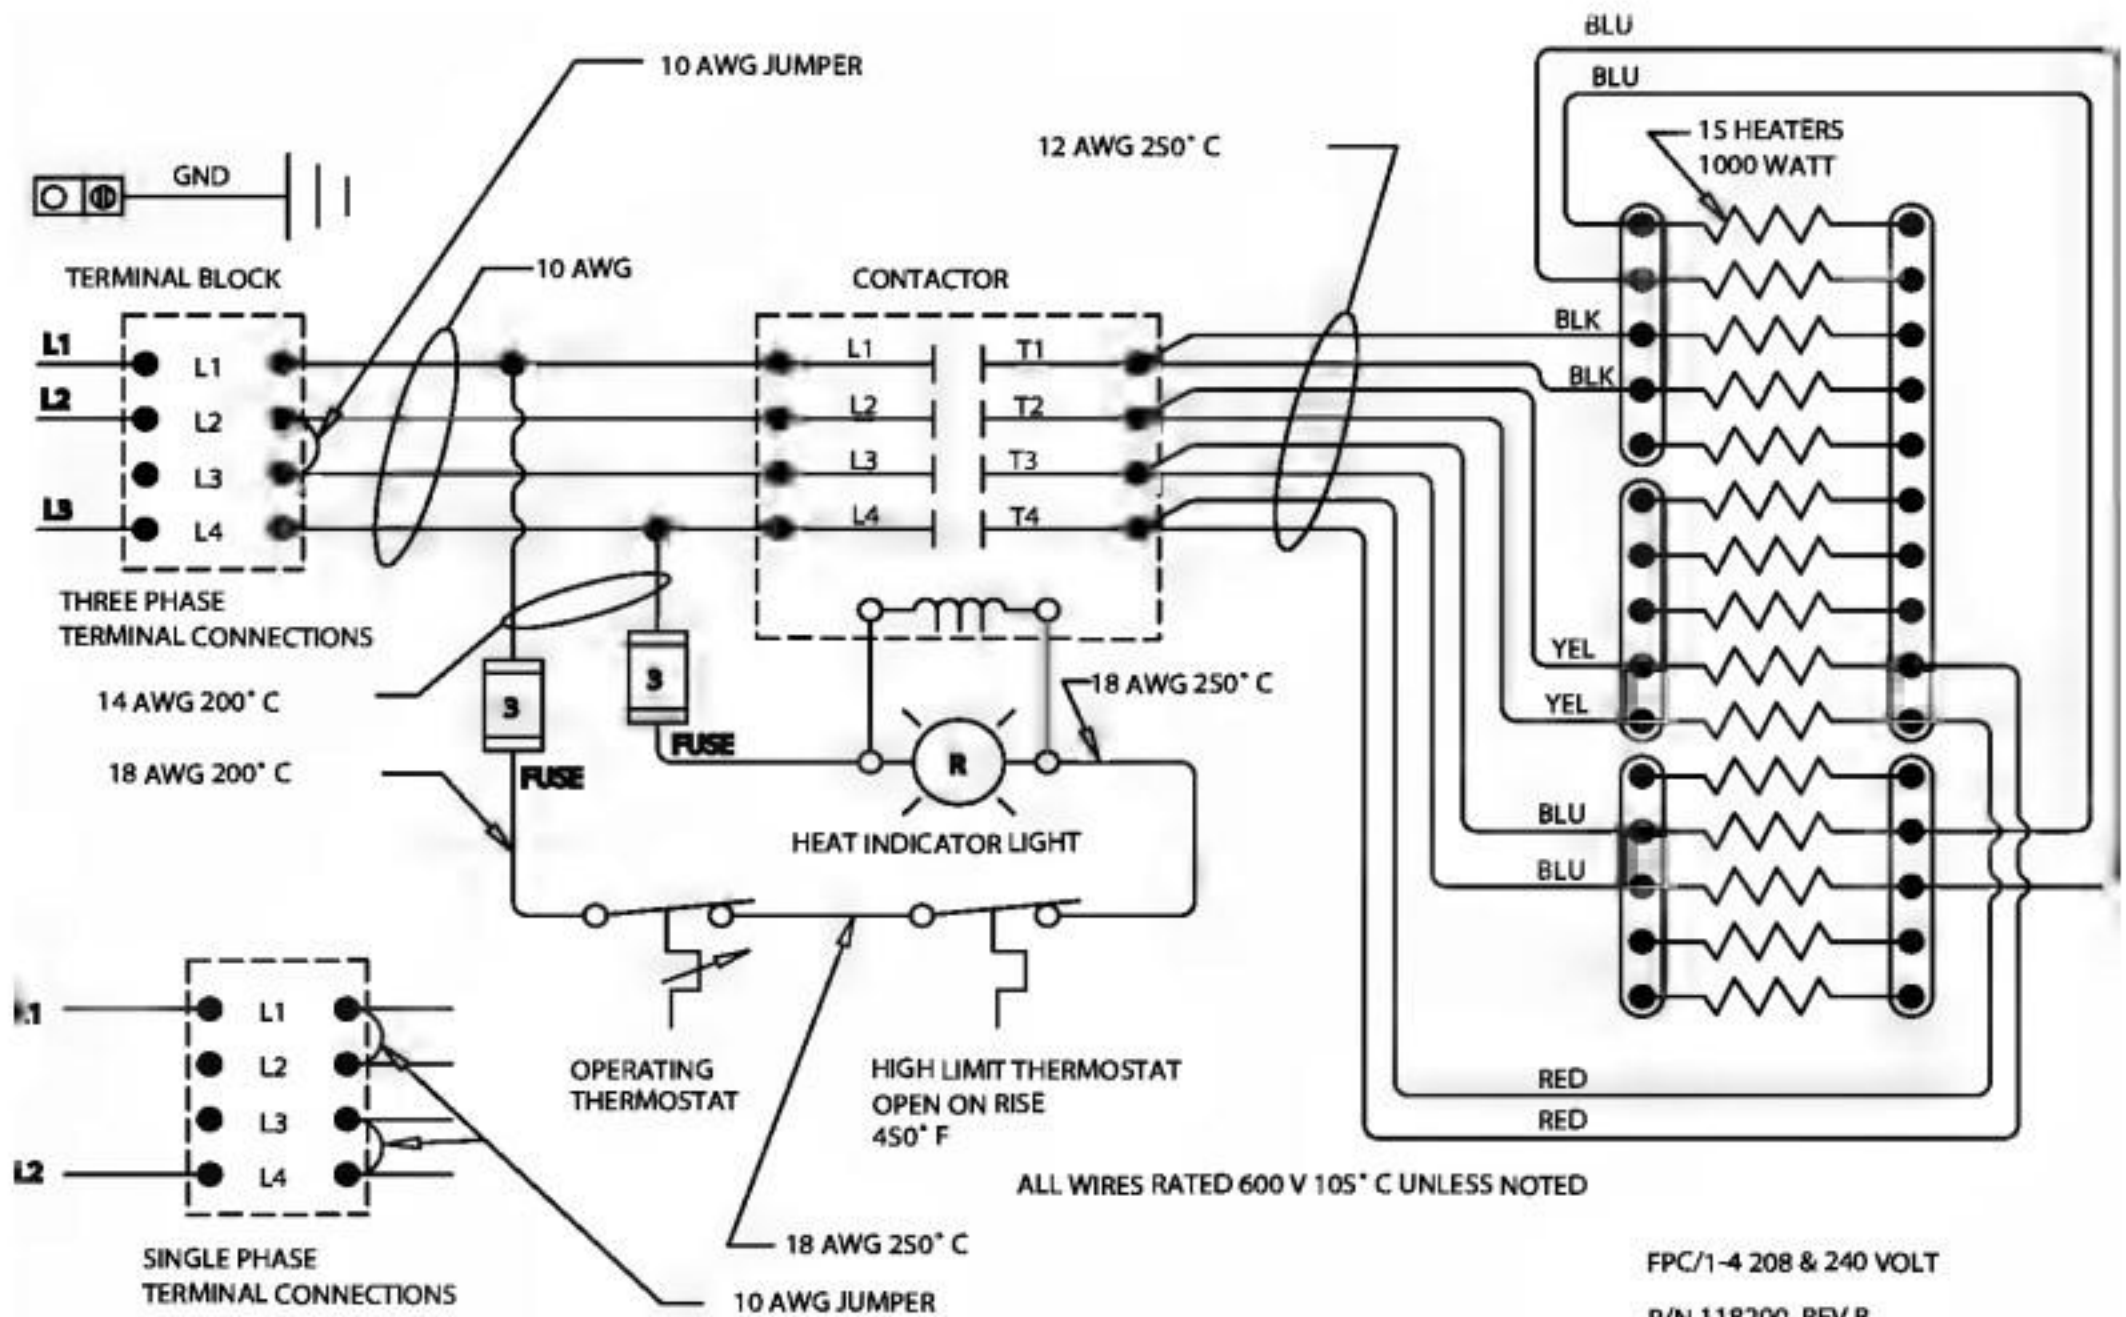 BLU
BLU
10 AWG JUMPER
15 HEATERS
1000 WATT
12 AWG 250° C
GND
10 AWG
TERMINAL BLOCK
CONTACTOR
L1
L1
L1
T1
BLK
L2
L2
L2
T2
BLK
L3
L3
T3
L3
L4
L4
T4
THREE PHASE
TERMINAL CONNECTIONS
14 AWG 200° C
3
FUSE
3
FUSE
18 AWG 250° C
YEL
YEL
18 AWG 200° C
R
HEAT INDICATOR LIGHT
BLU
BLU
L1
L2
L3
L4
L2
OPERATING
THERMOSTAT
HIGH LIMIT THERMOSTAT
OPEN ON RISE
450° F
RED
RED
ALL WIRES RATED 600 V 105° C UNLESS NOTED
18 AWG 250° C
SINGLE PHASE
TERMINAL CONNECTIONS
10 AWG JUMPER
FPC/1-4 208 & 240 VOLT
P/N 118200 REV B